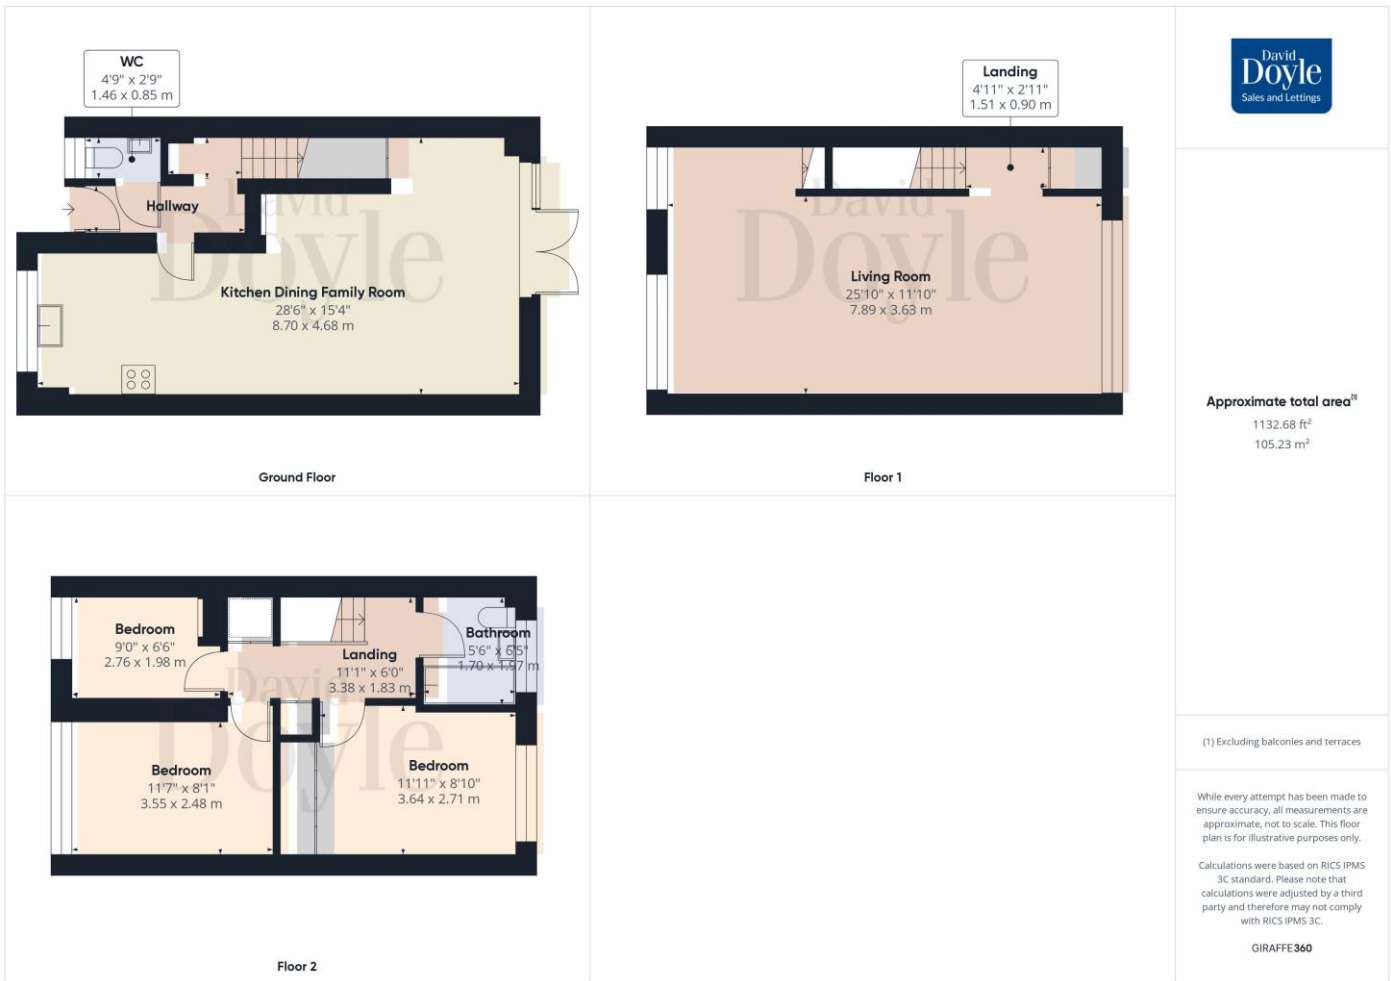 WC
4'9" x 2'9"
1.46 x 0.85 m
Hallway
David
Doyle
Kitchen Dining Family Room
28'6" x 15'4"
8.70 x 4.68 m
Ground Floor
Landing
4'11" x 2'11"
1.51 x 0.90 m
David
Doyle
Living Room
25'10" x 11'10"
7.89 x 3.63 m
Floor 1
Bedroom
9'0" x 6'6"
2.76 x 1.98 m
Landing
11'1" x 6'0"
3.38 x 1.83 m
Bathroom
5'6" x 6'5"
1.70 x 1.97 m
David
Doyle
Bedroom
11'7" x 8'1"
3.55 x 2.48 m
Bedroom
11'11" x 8'10"
3.64 x 2.71 m
Floor 2
David
Doyle
Sales and Lettings
Approximate total area(1)
1132.68 ft²
105.23 m²
(1) Excluding balconies and terraces
While every attempt has been made to
ensure accuracy, all measurements are
approximate, not to scale. This floor
plan is for illustrative purposes only.
Calculations were based on RICS IPMS
3C standard. Please note that
calculations were adjusted by a third
party and therefore may not comply
with RICS IPMS 3C.
GIRAFFE360